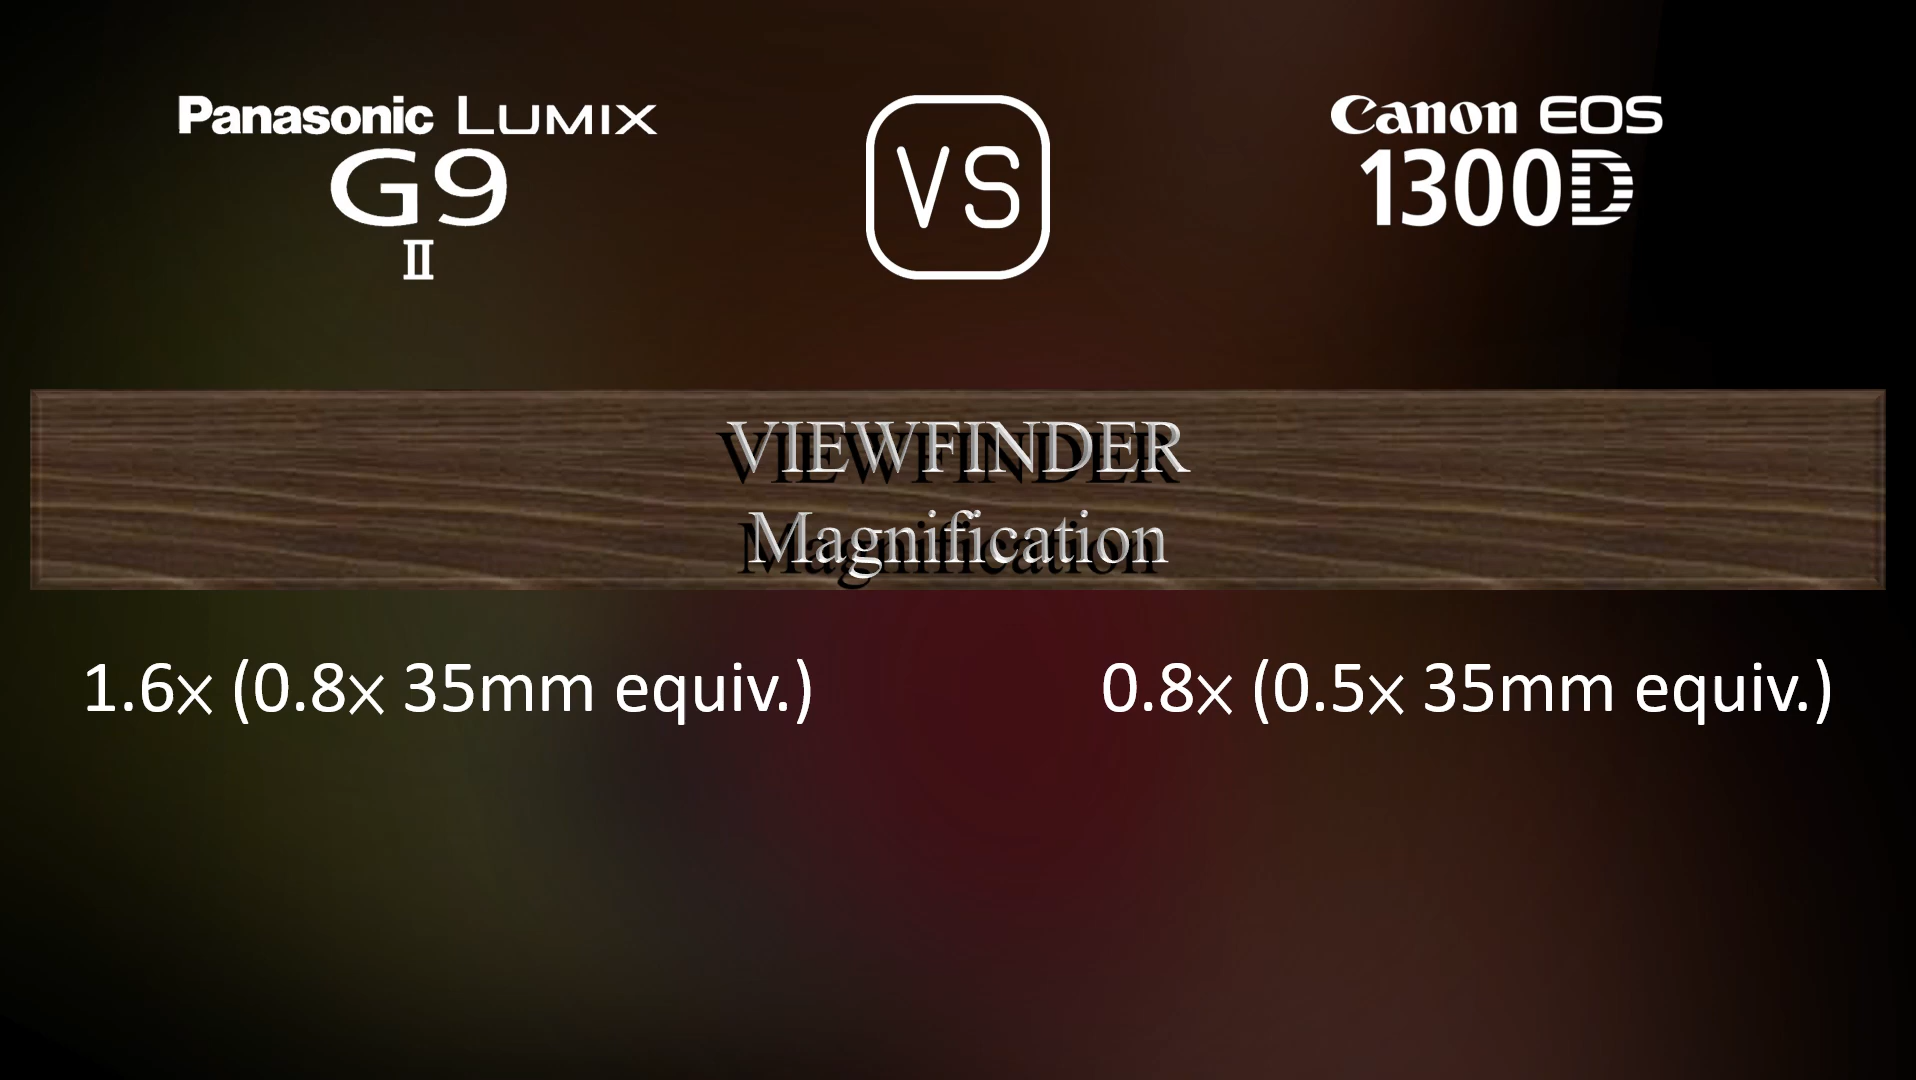 Panasonic LUMIX
G9
II
VS
Canon EOS
1300D
VIEWFINDER
Magnification
1.6x (0.8x 35mm equiv.)
0.8x (0.5x 35mm equiv.)